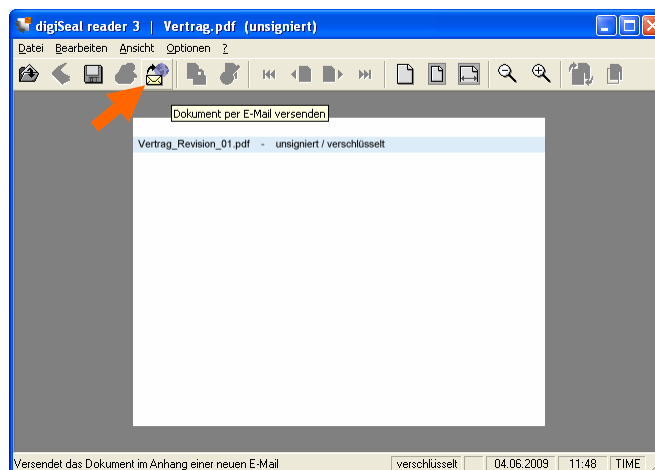 digiSeal reader 3 | Vertrag.pdf (unsigniert)
Datei Bearbeiten Ansicht Optionen ?
Dokument per E-Mail versenden
Vertrag_Revision_01.pdf - unsigniert / verschlüsselt
Versendet das Dokument im Anhang einer neuen E-Mail verschlüsselt 04.06.2009 11:48 TIME